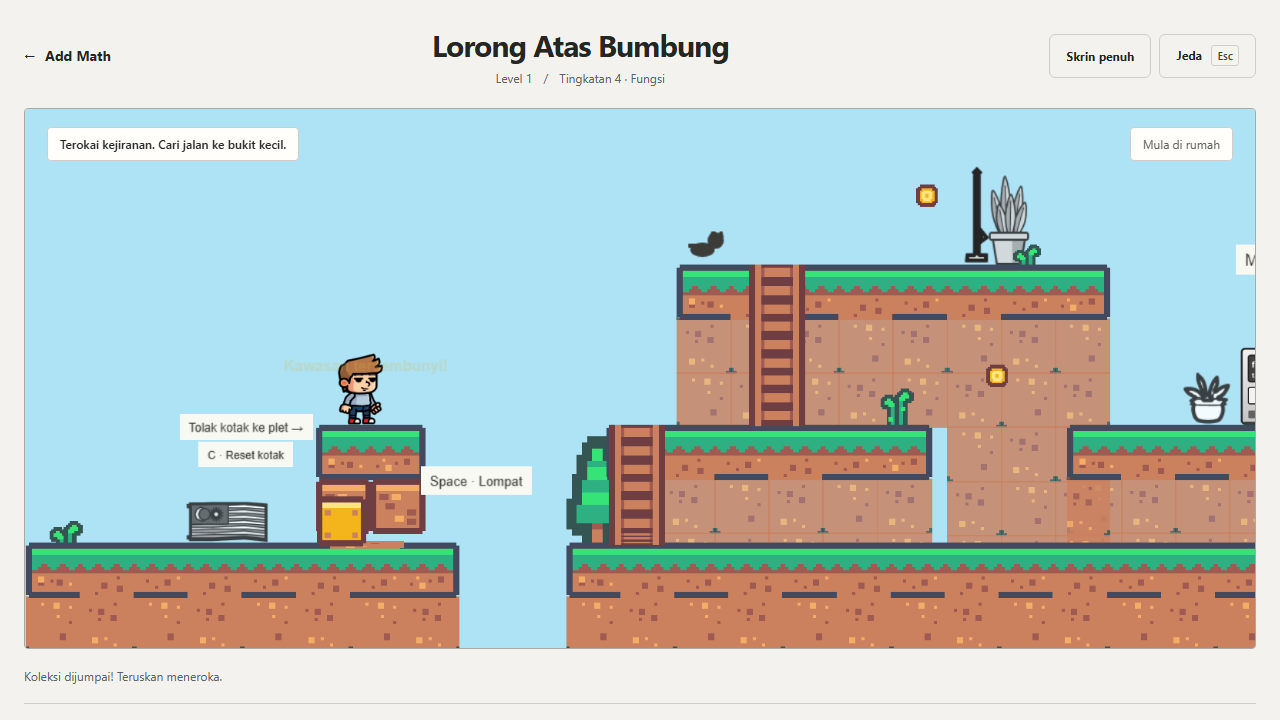 ← Add Math
Lorong Atas Bumbung
Level 1 / Tingkatan 4 · Fungsi
Skrin penuh
Jeda Esc
Terokai kejiranan. Cari jalan ke bukit kecil.
Mula di rumah
M
Tolak kotak ke plet →
C · Reset kotak
Space · Lompat
Koleksi dijumpai! Teruskan meneroka.